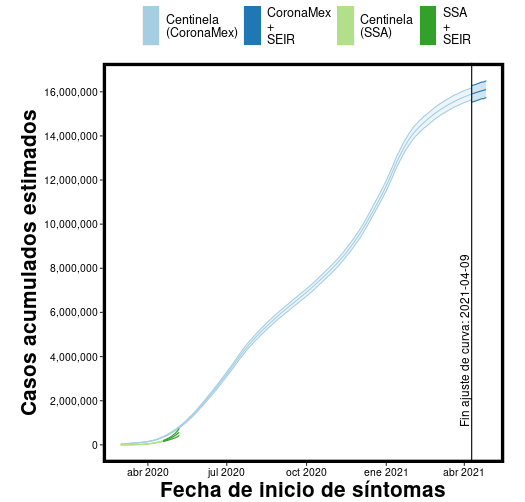 Centinela
(CoronaMex)
CoronaMex
+
SEIR
Centinela
(SSA)
SSA
+
SEIR
Casos acumulados estimados
16,000,000
14,000,000
12,000,000
10,000,000
8,000,000
6,000,000
4,000,000
2,000,000
0
Fin ajuste de curva: 2021-04-09
abr 2020
jul 2020
oct 2020
ene 2021
abr 2021
Fecha de inicio de síntomas